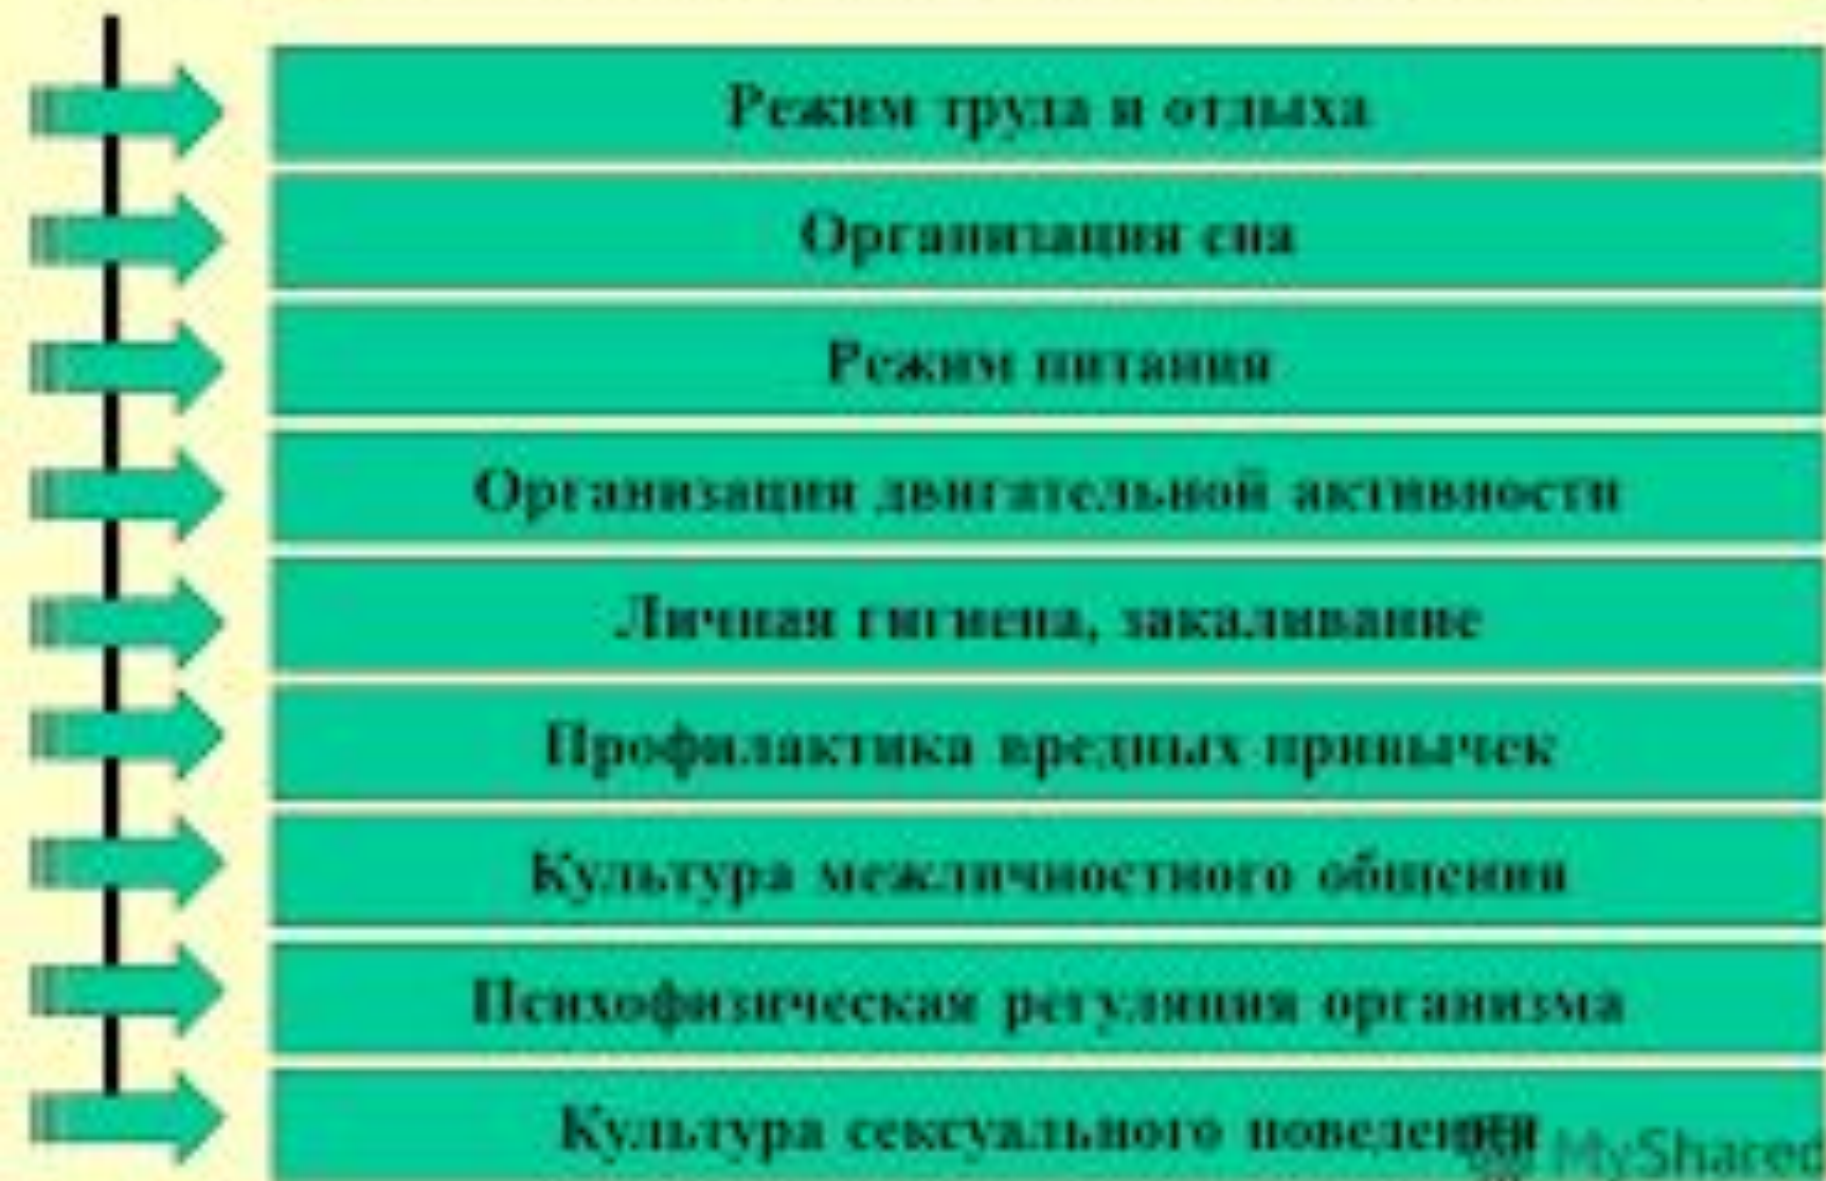 Режим труда и отдыха
Организация сна
Режим питания
Организация двигательной активности
Личная гигиена, закаливание
Профилактика вредных привычек
Культура межличностного общения
Психофизическая регуляция организма
Культура сексуального поведения
MyShared